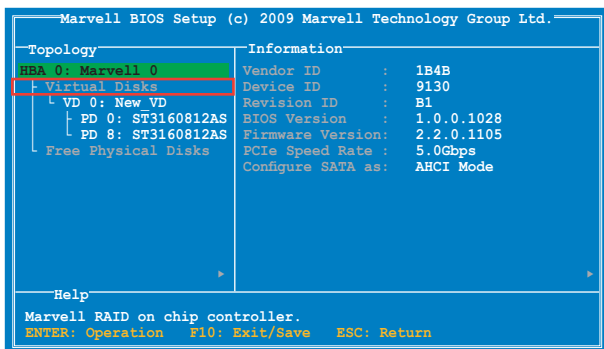 Marvell BIOS Setup (c) 2009 Marvell Technology Group Ltd.
Topology
HBA 0: Marvell 0
Virtual Disks
VD 0: New_VD
PD 0: ST3160812AS
PD 8: ST3160812AS
Free Physical Disks
Information
Vendor ID : 1B4B
Device ID : 9130
Revision ID : B1
BIOS Version : 1.0.0.1028
Firmware Version: 2.2.0.1105
PCIe Speed Rate : 5.0Gbps
Configure SATA as: AHCI Mode
Help
Marvell RAID on chip controller.
ENTER: Operation F10: Exit/Save ESC: Return